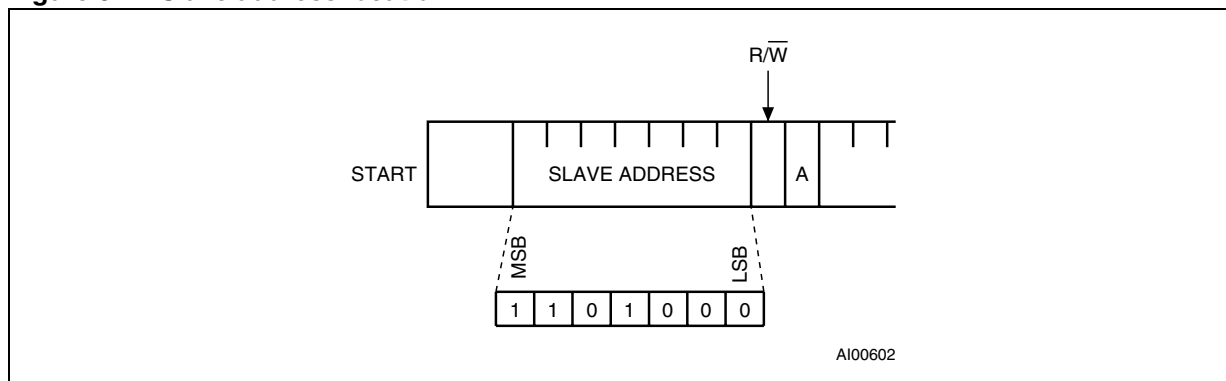 R/W̅
START
SLAVE ADDRESS
A
MSB
LSB
1 1 0 1 0 0 0
AI00602